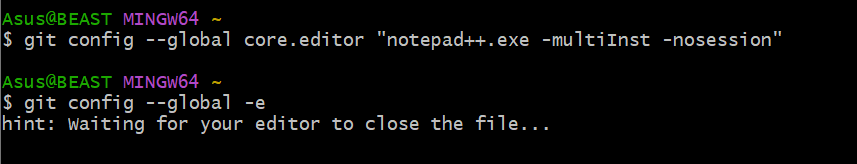 Asus@BEAST MINGW64 ~
$ git config --global core.editor "notepad++.exe -multiInst -nosession"
Asus@BEAST MINGW64 ~
$ git config --global -e
hint: Waiting for your editor to close the file...